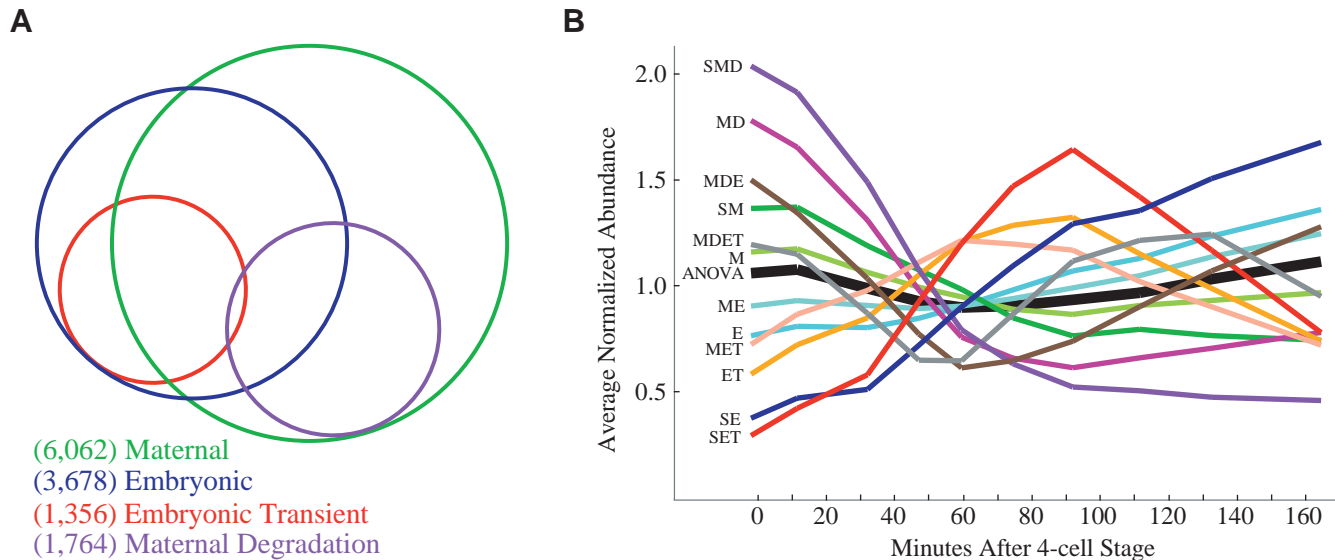 A
(6,062) Maternal
(3,678) Embryonic
(1,356) Embryonic Transient
(1,764) Maternal Degradation
B
Average Normalized Abundance
2.0
1.5
1.0
0.5
SMD
MD
MDE
SM
MDET
M
ANOVA
ME
E
MET
ET
SE
SET
0 20 40 60 80 100 120 140 160
Minutes After 4-cell Stage